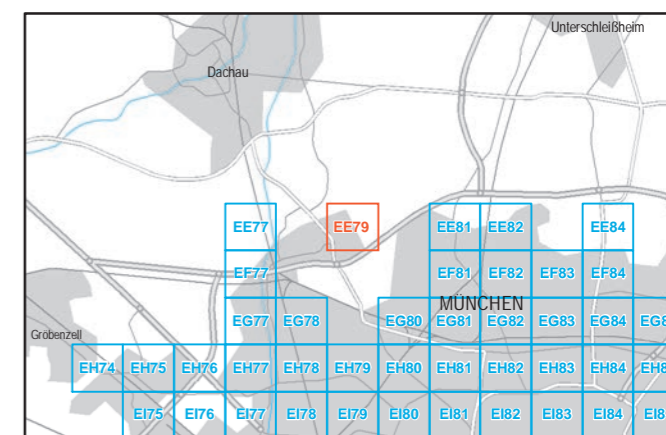 Unterschleißheim
Dachau
EE77 EE79 EE81 EE82 EE84
EF77 EF81 EF82 EF83 EF84
MÜNCHEN
EG77 EG78 EG80 EG81 EG82 EG83 EG84
Gröbenzell
EH74 EH75 EH76 EH77 EH78 EH79 EH80 EH81 EH82 EH83 EH84
EI75 EI76 EI77 EI78 EI79 EI80 EI81 EI82 EI83 EI84